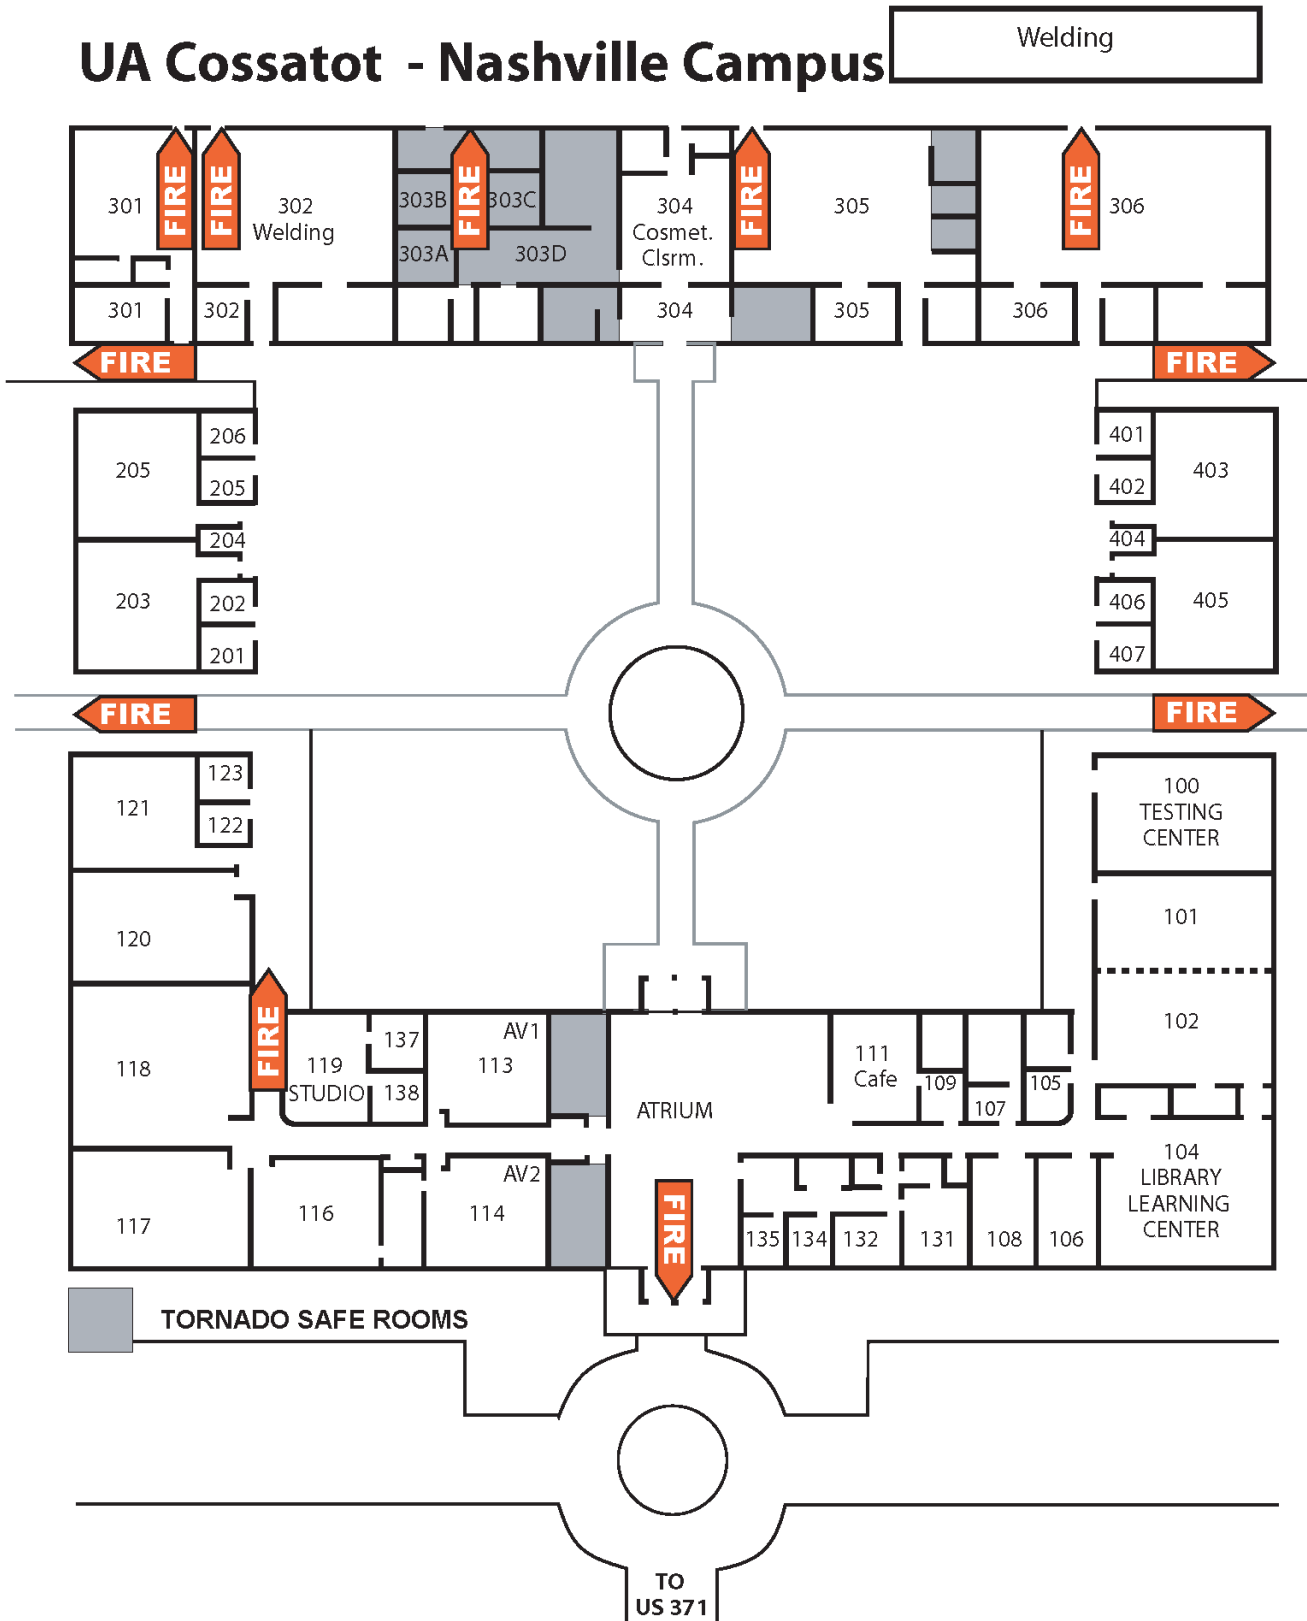 UA Cossatot - Nashville Campus
Welding
FIRE
FIRE
FIRE
FIRE
FIRE
301
302
Welding
303B
303C
303A
303D
304
Cosmet.
Clsrm.
305
306
301
302
304
305
306
FIRE
FIRE
206
205
205
204
203
202
201
401
403
402
404
406
405
407
FIRE
FIRE
123
121
122
120
118
FIRE
119
STUDIO
137
138
AV1
113
ATRIUM
111
Cafe
109
107
105
100
TESTING
CENTER
101
102
104
LIBRARY
LEARNING
CENTER
117
116
AV2
114
FIRE
135
134
132
131
108
106
TORNADO SAFE ROOMS
TO
US 371